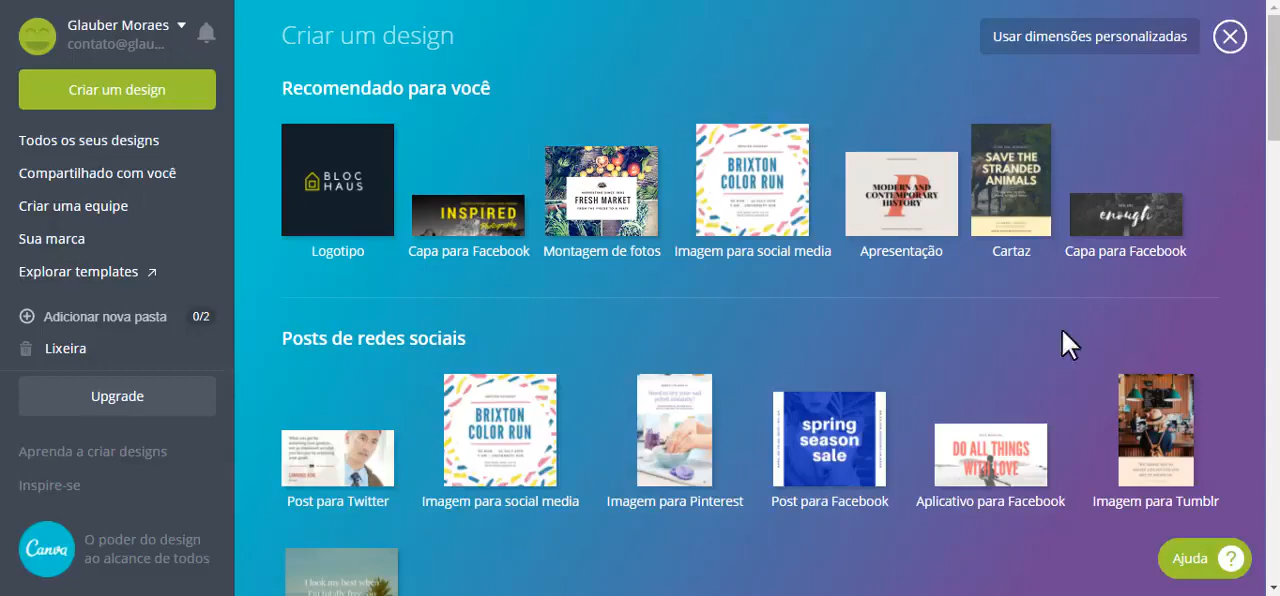 Glauber Moraes
contato@glau...
Criar um design
Todos os seus designs
Compartilhado com você
Criar uma equipe
Sua marca
Explorar templates
Adicionar nova pasta 0/2
Lixeira
Upgrade
Aprenda a criar designs
Inspire-se
Canva
O poder do design
ao alcance de todos
Criar um design
Usar dimensões personalizadas
Recomendado para você
BLOC
HAUS
Logotipo
INSPIRED
Photography
Capa para Facebook
FRESH MARKET
Montagem de fotos
BRIXTON
COLOR RUN
Imagem para social media
MODERN AND
CONTEMPORARY
HISTORY
Apresentação
SAVE THE
STRANDED
ANIMALS
Cartaz
enough
Capa para Facebook
Posts de redes sociais
Post para Twitter
BRIXTON
COLOR RUN
Imagem para social media
Imagem para Pinterest
spring
season
sale
Post para Facebook
DO ALL THINGS
WITH LOVE
Aplicativo para Facebook
Imagem para Tumblr
I look my best when
Ajuda ?